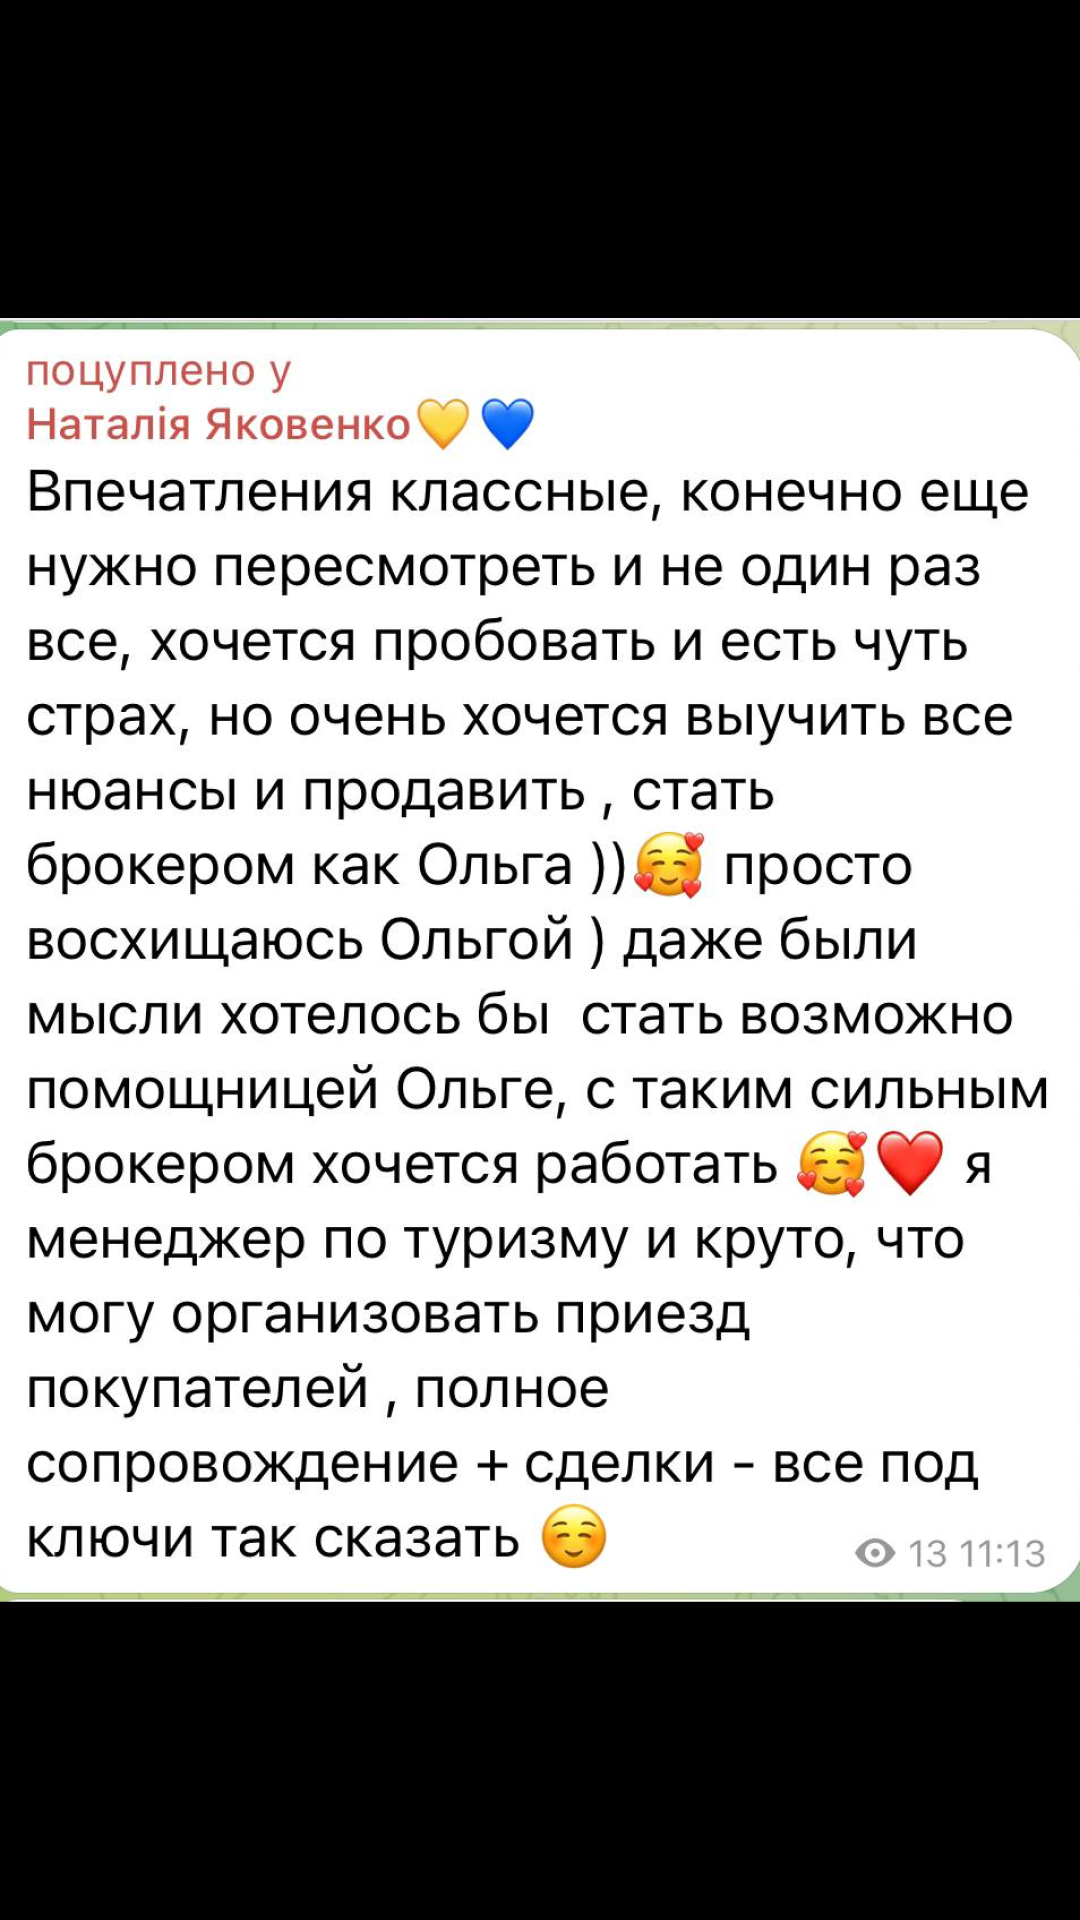 поцуплено у
Наталія Яковенко💛💙
Впечатления классные, конечно еще
нужно пересмотреть и не один раз
все, хочется пробовать и есть чуть
страх, но очень хочется выучить все
нюансы и продавить , стать
брокером как Ольга ))🥰 просто
восхищаюсь Ольгой ) даже были
мысли хотелось бы  стать возможно
помощницей Ольге, с таким сильным
брокером хочется работать 🥰❤️ я
менеджер по туризму и круто, что
могу организовать приезд
покупателей , полное
сопровождение + сделки - все под
ключи так сказать ☺️
13 11:13